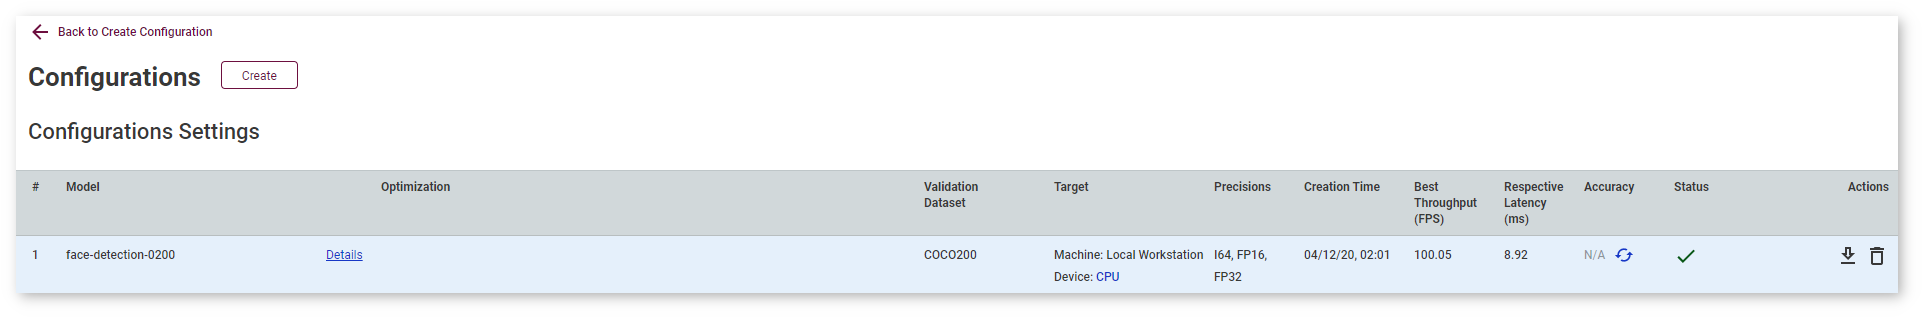 Back to Create Configuration
Configurations
Create
Configurations Settings
# Model Optimization Validation Dataset Target Precisions Creation Time Best Throughput (FPS) Respective Latency (ms) Accuracy Status Actions
1 face-detection-0200 Details COCO200 Machine: Local Workstation I64, FP16, 04/12/20, 02:01 100.05 8.92 N/A
Device: CPU FP32